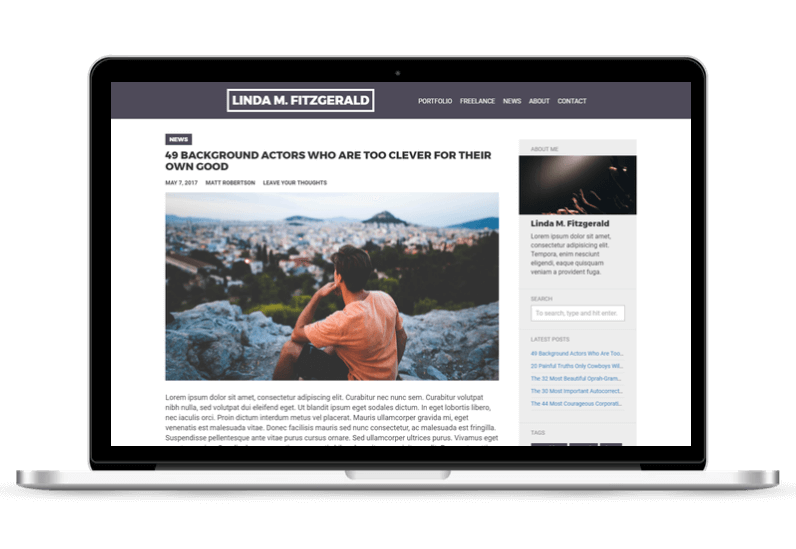 LINDA M. FITZGERALD
PORTFOLIO FREELANCE NEWS ABOUT CONTACT
NEWS
49 BACKGROUND ACTORS WHO ARE TOO CLEVER FOR THEIR
OWN GOOD
MAY 7, 2017 MATT ROBERTSON LEAVE YOUR THOUGHTS
Lorem ipsum dolor sit amet, consectetur adipiscing elit. Curabitur nec nunc sem. Curabitur volutpat
nibh nulla, sed volutpat dui eleifend eget. Ut blandit ipsum eget sodales dictum. In eget lobortis libero,
nec iaculis orci. Proin dictum interdum metus vel placerat. Mauris ullamcorper gravida mi, eget
venenatis est malesuada vitae. Donec facilisis mauris sed nunc consectetur, ac malesuada est fringilla.
Suspendisse pellentesque ante vitae purus cursus ornare. Sed ullamcorper ultrices purus. Vivamus eget
ABOUT ME
Linda M. Fitzgerald
Lorem ipsum dolor sit amet,
consectetur adipisicing elit.
Tempora, enim nesciunt
eligendi, eaque quisquam
veniam a provident fuga.
SEARCH
To search, type and hit enter.
LATEST POSTS
49 Background Actors Who Are Too...
20 Painful Truths Only Cowboys Wil...
The 32 Most Beautiful Oprah-Gram...
The 30 Most Important Autocorrect...
The 44 Most Courageous Corporati...
TAGS